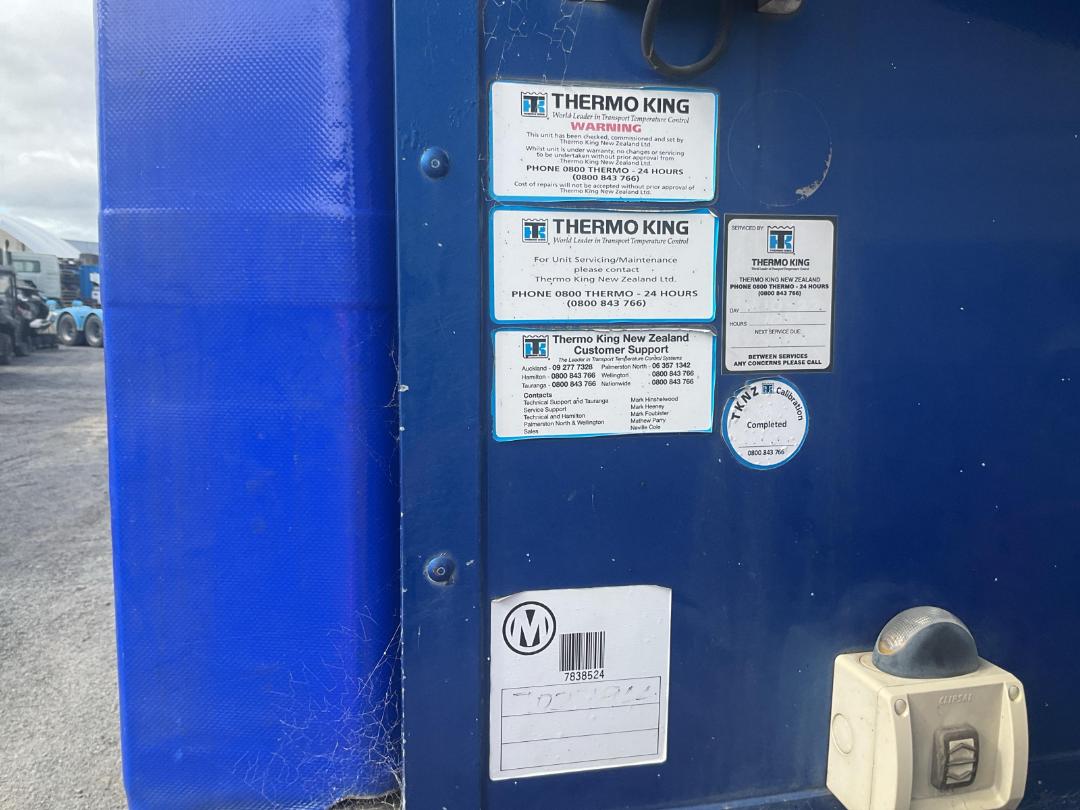 THERMO KING
World Leader in Transport Temperature Control
WARNING
This unit has been checked, commissioned and set by
Thermo King New Zealand Ltd.
Whilst unit is under warranty, no changes or servicing
to be undertaken without prior approval from
Thermo King New Zealand Ltd.
PHONE 0800 THERMO - 24 HOURS
(0800 843 766)
Cost of repairs will not be accepted without prior approval of
Thermo King New Zealand Ltd.
THERMO KING
World Leader in Transport Temperature Control
For Unit Servicing/Maintenance
please contact
Thermo King New Zealand Ltd.
PHONE 0800 THERMO - 24 HOURS
(0800 843 766)
Thermo King New Zealand
Customer Support
The Leader in Transport Temperature Control Systems
Auckland - 09 277 7328 Palmerston North - 06 357 1342
Hamilton - 0800 843 766 Wellington - 0800 843 766
Tauranga - 0800 843 766 Nationwide - 0800 843 766
Contacts
Technical Support and Tauranga Mark Hinshelwood
Service Support Mark Heeney
Technical and Hamilton Mark Foubister
Palmerston North & Wellington Mathew Parry
Sales Neville Cole
SERVICED BY
THERMO KING
World Leader in Transport Temperature Control
THERMO KING NEW ZEALAND
PHONE 0800 THERMO - 24 HOURS
(0800 843 766)
DAY
HOURS
NEXT SERVICE DUE:
BETWEEN SERVICES
ANY CONCERNS PLEASE CALL
TKNZ TK Calibration
Completed
0800 843 766
M
7838524
CLIPSAL